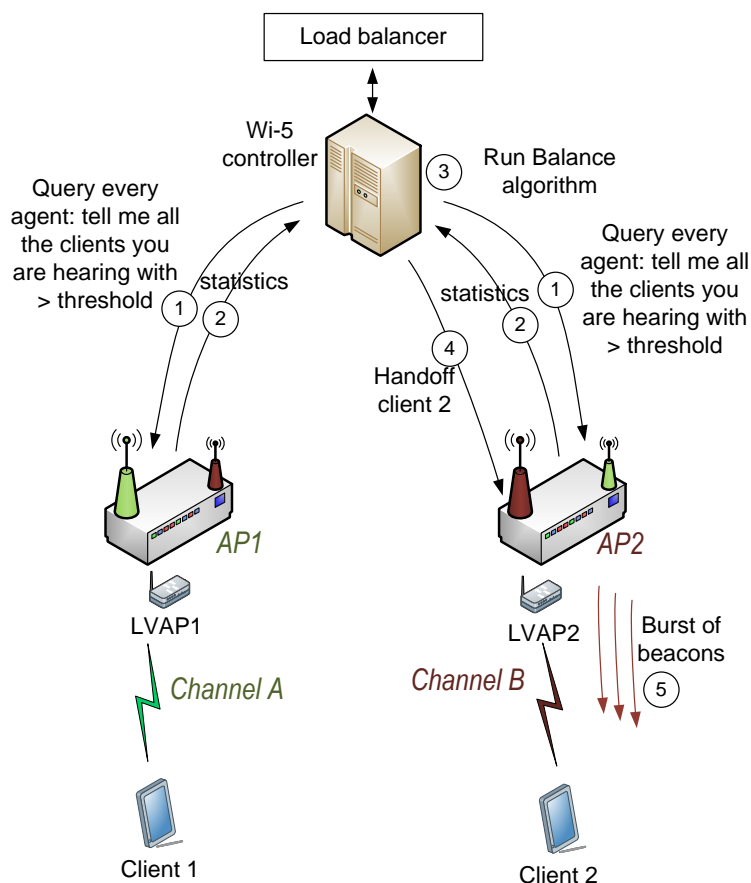 Load balancer
Wi-5
controller
3
Run Balance
algorithm
Query every
agent: tell me all
the clients you
are hearing with
> threshold
1
statistics
2
statistics
2
1
Query every
agent: tell me all
the clients you
are hearing with
> threshold
4
Handoff
client 2
AP1
AP2
LVAP1
LVAP2
Burst of
beacons
5
Channel A
Channel B
Client 1
Client 2